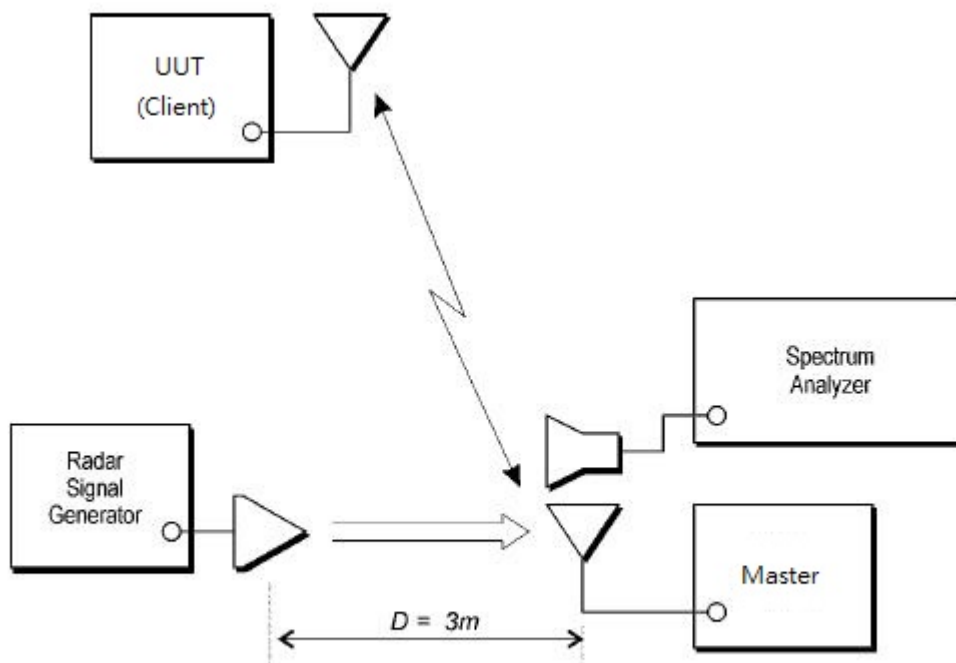 UUT
(Client)
Spectrum
Analyzer
Radar
Signal
Generator
Master
D = 3m